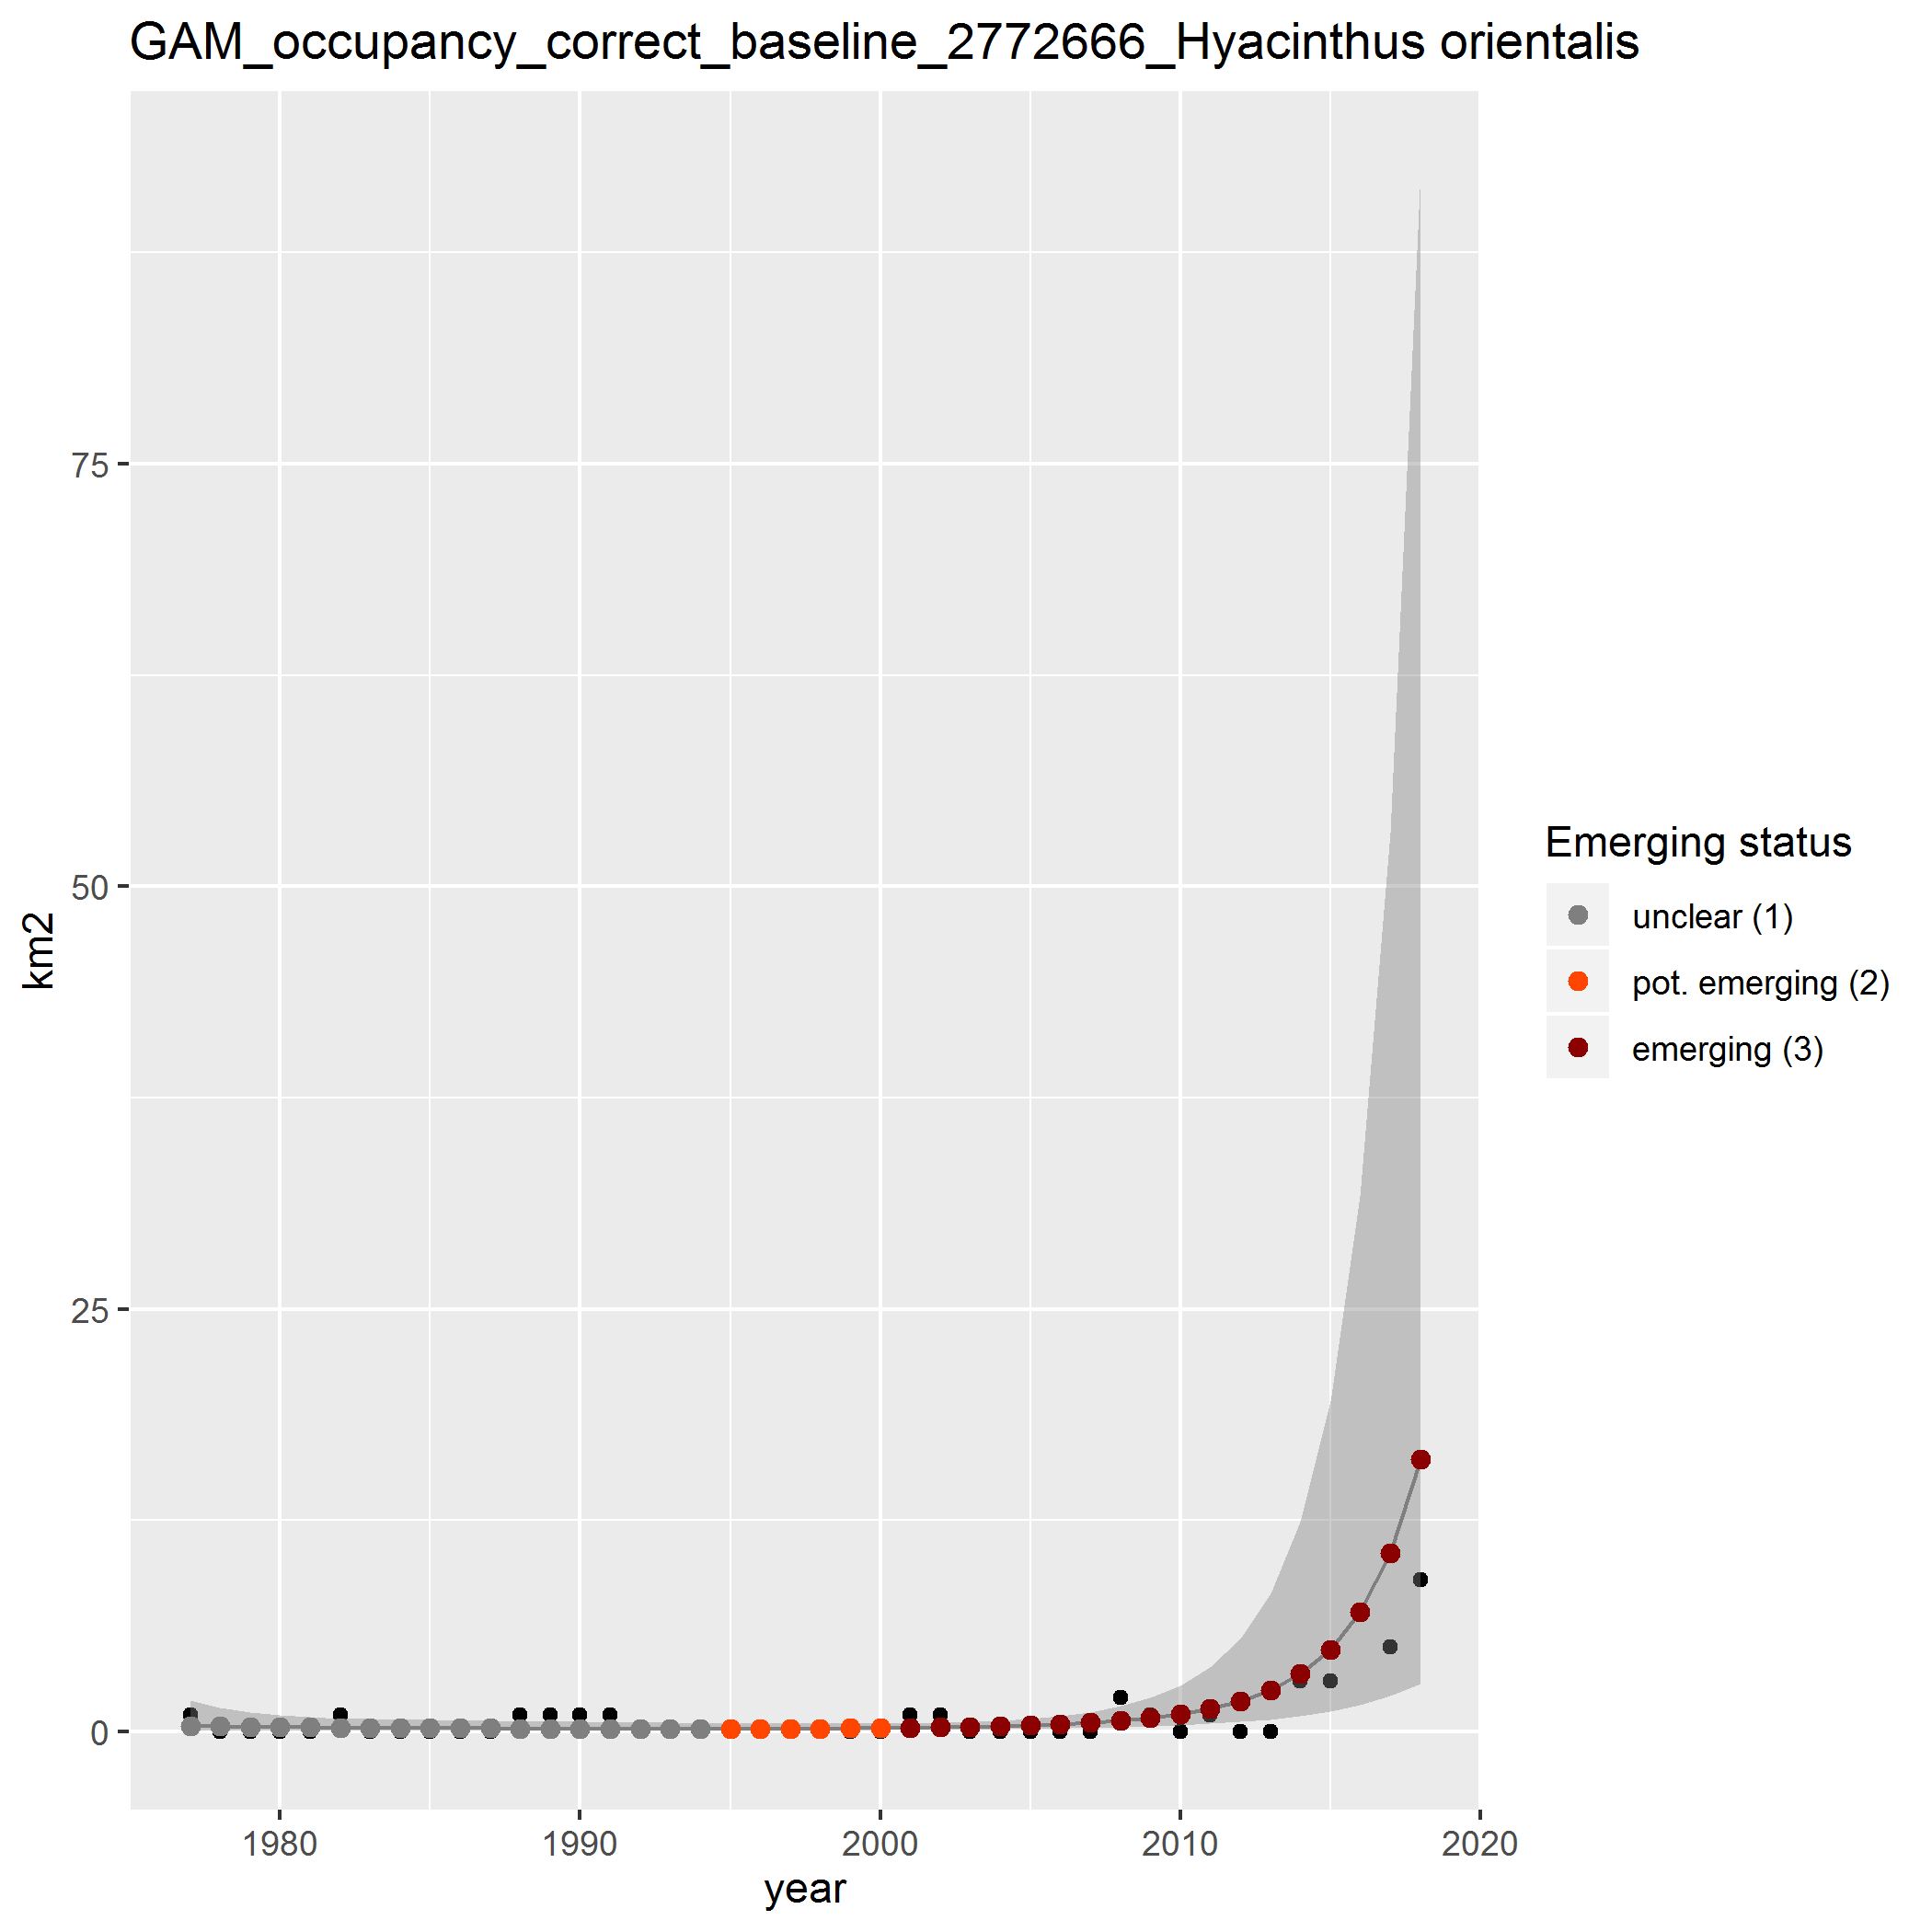 GAM_occupancy_correct_baseline_2772666_Hyacinthus orientalis
75
50
25
0
km2
1980
1990
2000
2010
2020
year
Emerging status
unclear (1)
pot. emerging (2)
emerging (3)